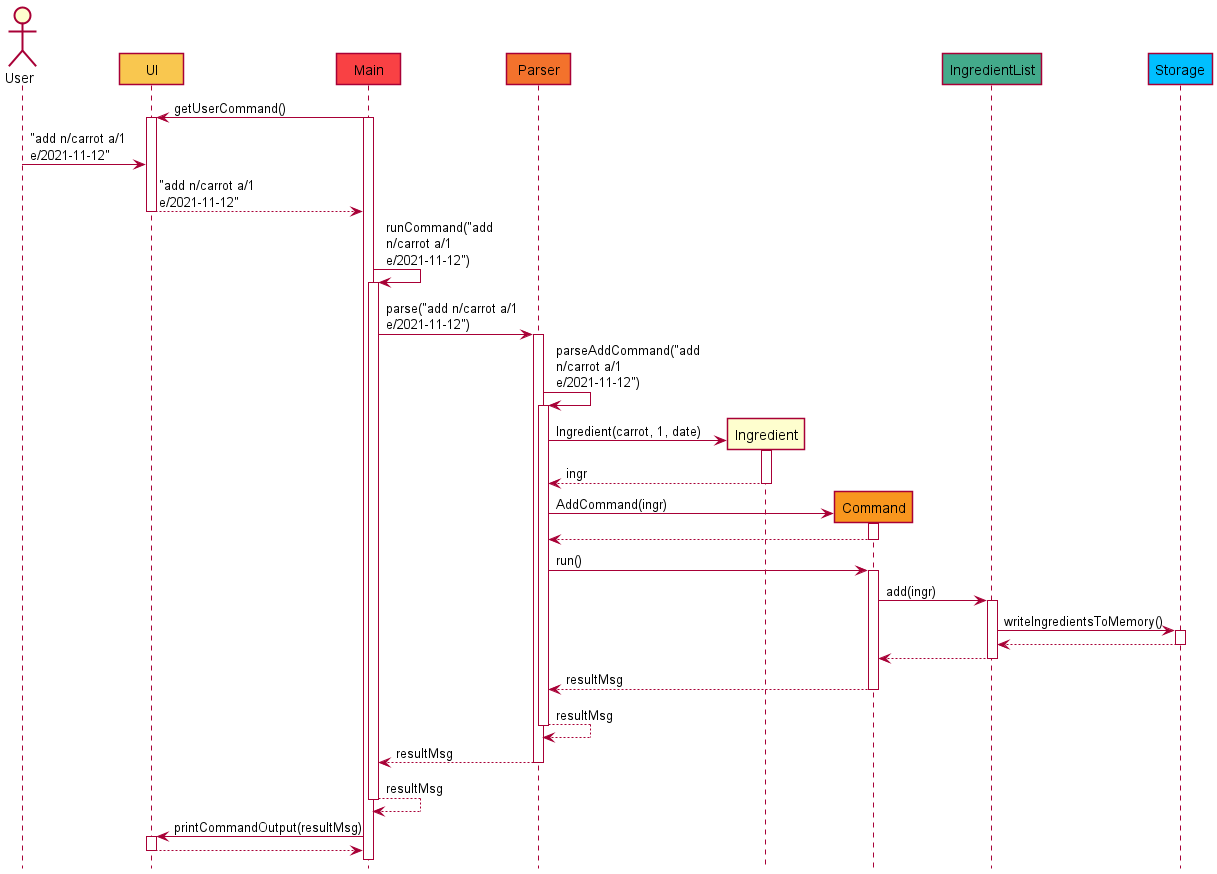 User
UI
Main
Parser
IngredientList
Storage
getUserCommand()
"add n/carrot a/1
e/2021-11-12"
"add n/carrot a/1
e/2021-11-12"
runCommand("add
n/carrot a/1
e/2021-11-12")
parse("add n/carrot a/1
e/2021-11-12")
parseAddCommand("add
n/carrot a/1
e/2021-11-12")
Ingredient(carrot, 1, date)
Ingredient
ingr
AddCommand(ingr)
Command
run()
add(ingr)
writeIngredientsToMemory()
resultMsg
resultMsg
resultMsg
resultMsg
printCommandOutput(resultMsg)